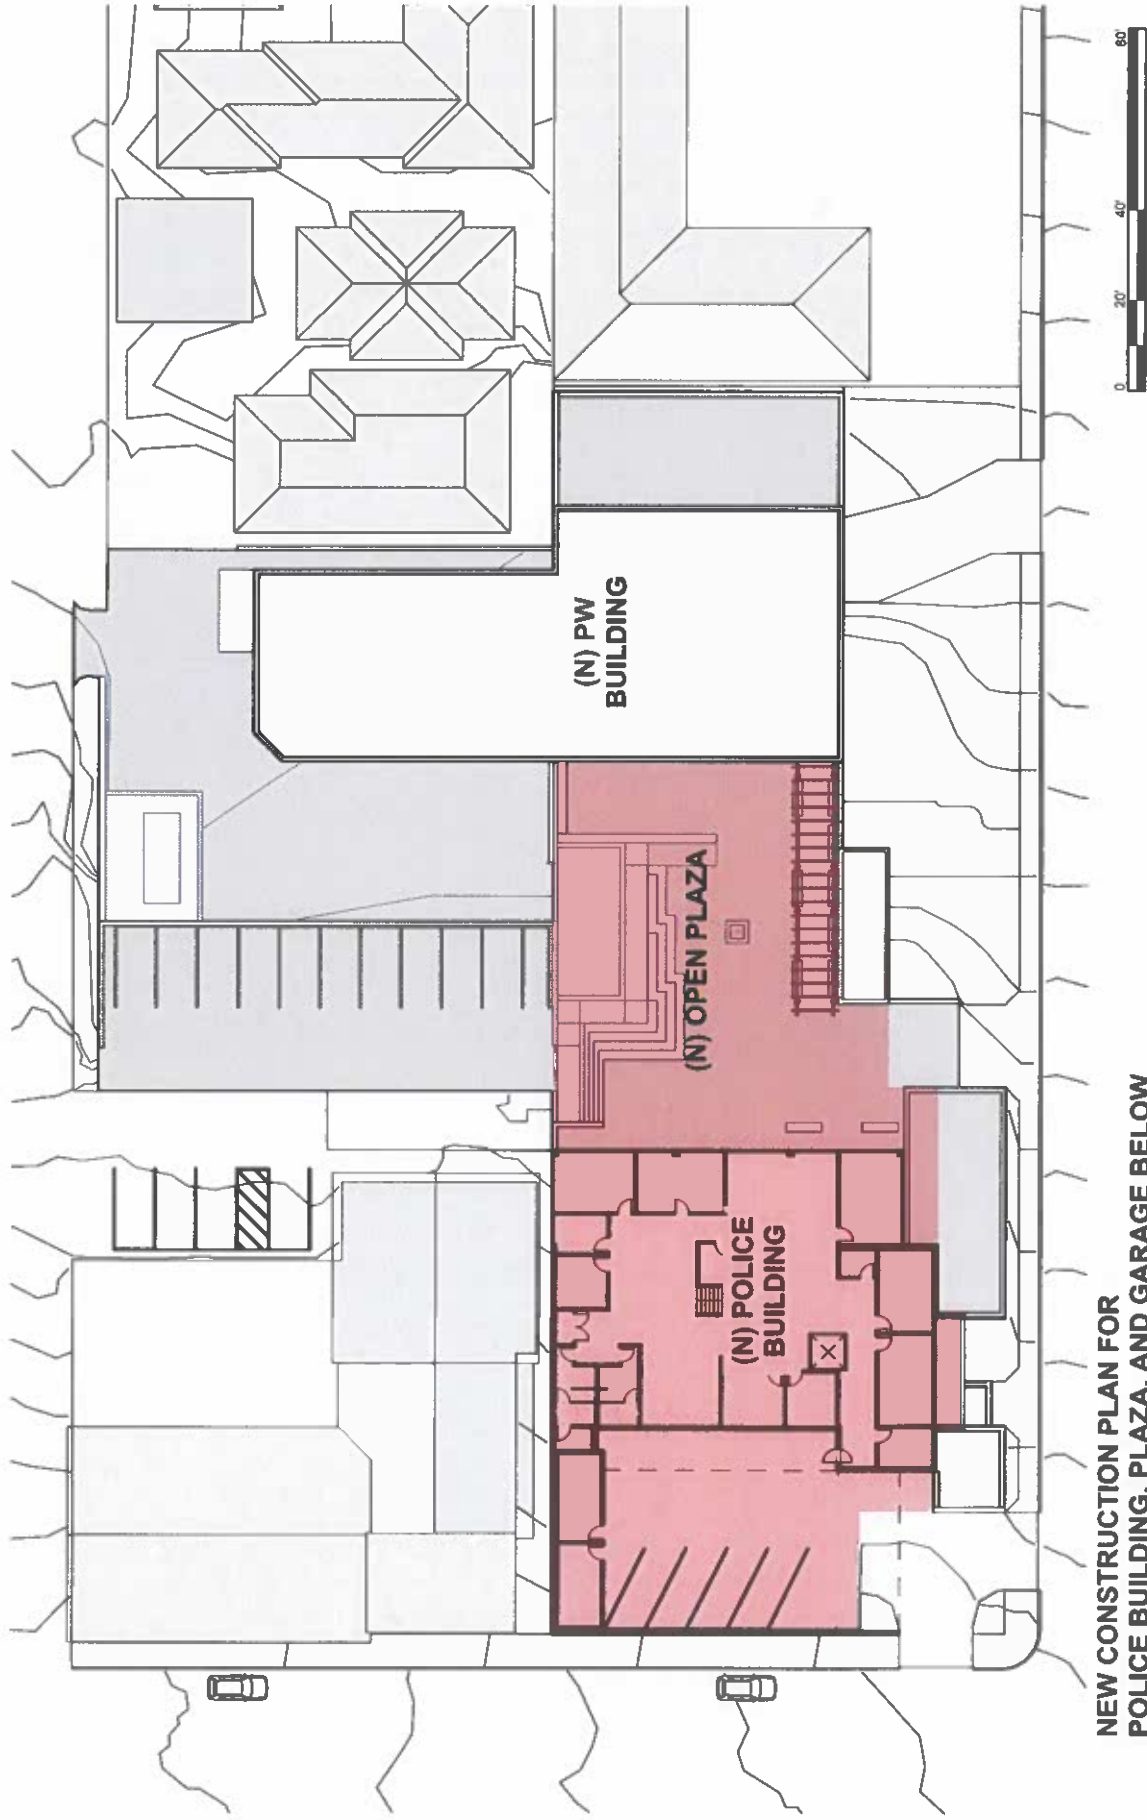 (N) PW
BUILDING
(N) OPEN PLAZA
(N) POLICE
BUILDING
0
20'
40'
80'
NEW CONSTRUCTION PLAN FOR
POLICE BUILDING, PLAZA, AND GARAGE BELOW